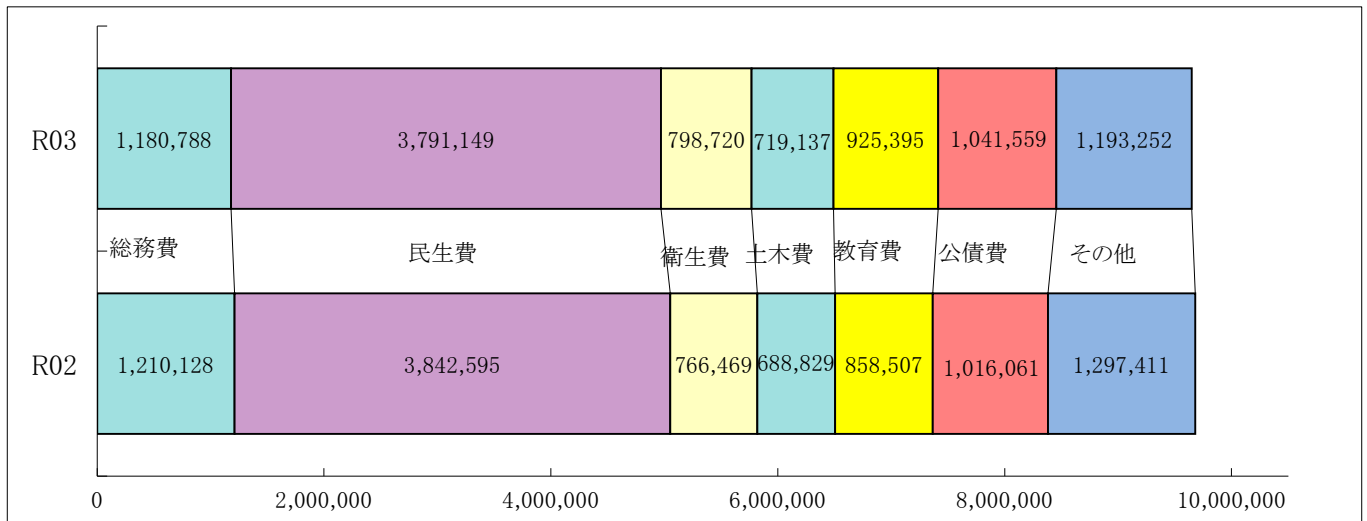 R03
1,180,788 3,791,149 798,720 719,137 925,395 1,041,559 1,193,252
総務費 民生費 衛生費 土木費 教育費 公債費 その他
R02
1,210,128 3,842,595 766,469 688,829 858,507 1,016,061 1,297,411
0 2,000,000 4,000,000 6,000,000 8,000,000 10,000,000